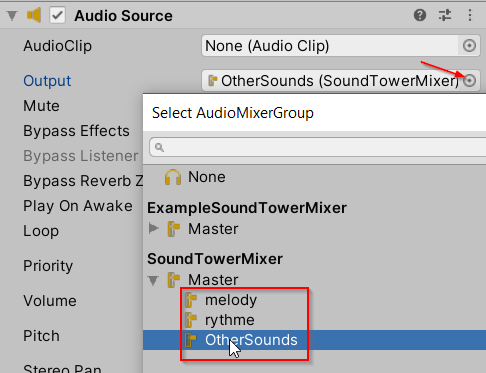 Audio Source
AudioClip None (Audio Clip)
Output OtherSounds (SoundTowerMixer)
Mute
Select AudioMixerGroup
Bypass Effects
Bypass Listener
None
Bypass Reverb Z
Play On Awake
ExampleSoundTowerMixer
Loop
Master
SoundTowerMixer
Priority
Master
melody
Volume
rythme
Pitch
OtherSounds
Stereo Pan